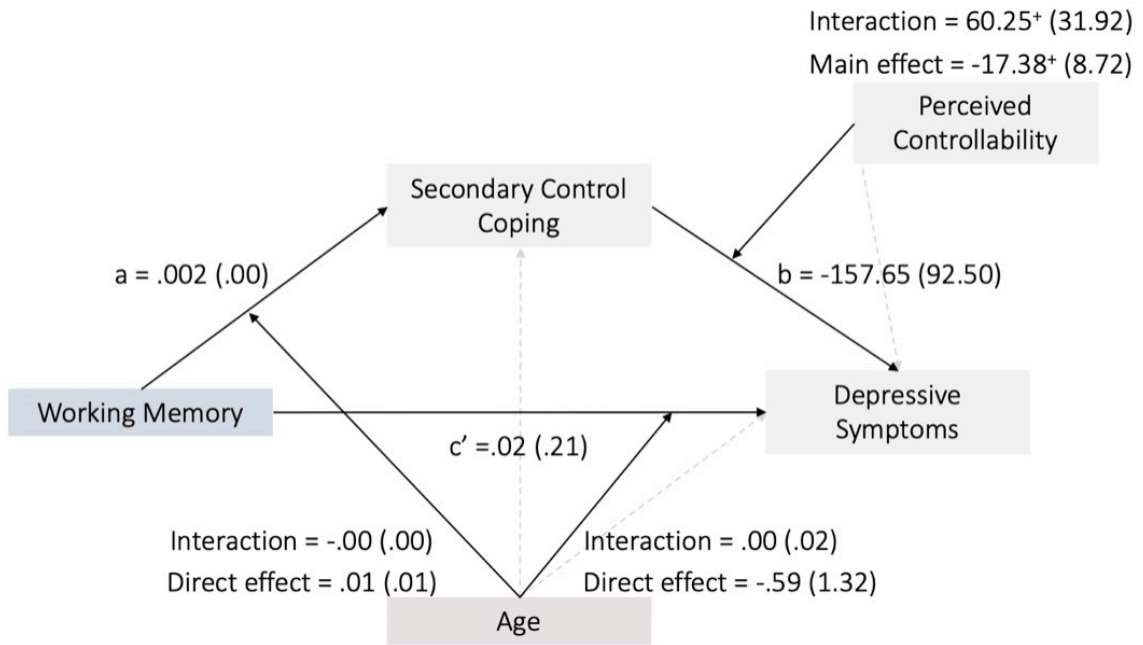 Interaction = 60.25⁺ (31.92)
Main effect = -17.38⁺ (8.72)
Perceived
Controllability
Secondary Control
Coping
a = .002 (.00)
b = -157.65 (92.50)
Working Memory
Depressive
Symptoms
c’ =.02 (.21)
Interaction = -.00 (.00)
Direct effect = .01 (.01)
Interaction = .00 (.02)
Direct effect = -.59 (1.32)
Age